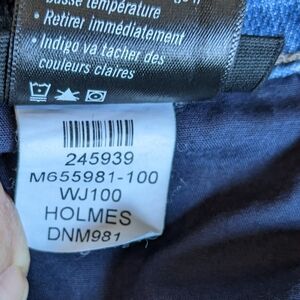 basse température
• Retirer immédiatement
• Indigo va tacher des
couleurs claires
245939
M655981-100
WJ100
HOLMES
DNM981